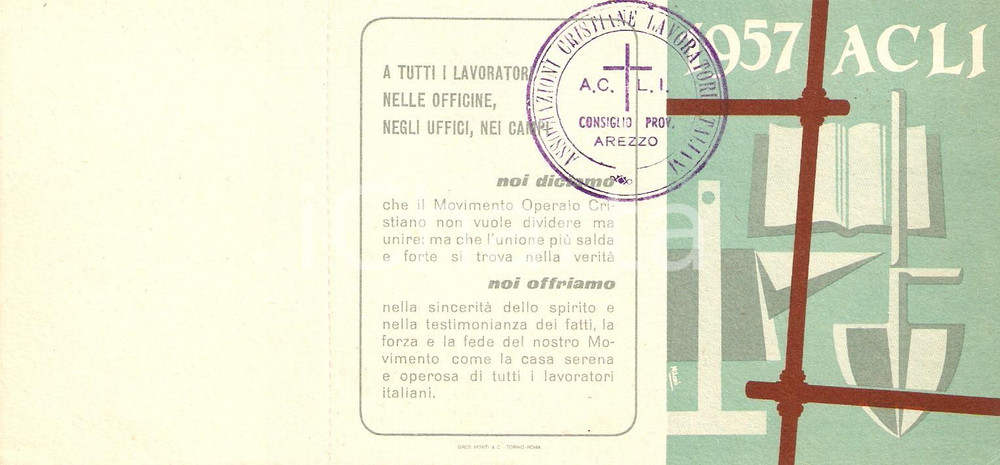 A TUTTI I LAVORATORI
NELLE OFFICINE,
NEGLI UFFICI, NEI CAMPI
noi diciamo
che il Movimento Operaio Cri-
stiano non vuole dividere ma
unire: ma che l'unione più salda
e forte si trova nella verità
noi offriamo
nella sincerità dello spirito e
nella testimonianza dei fatti, la
forza e la fede del nostro Mo-
vimento come la casa serena
e operosa di tutti i lavoratori
italiani.
ASSOCIAZIONI CRISTIANE LAVORATORI ITALIANI
A.C.L.I.
CONSIGLIO PROV.
AREZZO
1957 ACLI